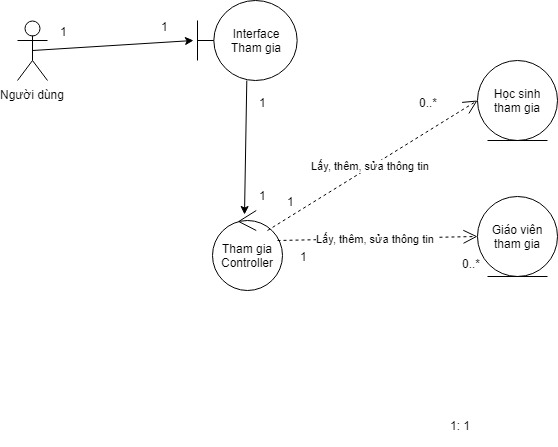 1
1
Interface
Tham gia
Người dùng
1
0..*
Học sinh
tham gia
Lấy, thêm, sửa thông tin
1
1
Tham gia
Controller
Lấy, thêm, sửa thông tin
1
Giáo viên
tham gia
0..*
1: 1